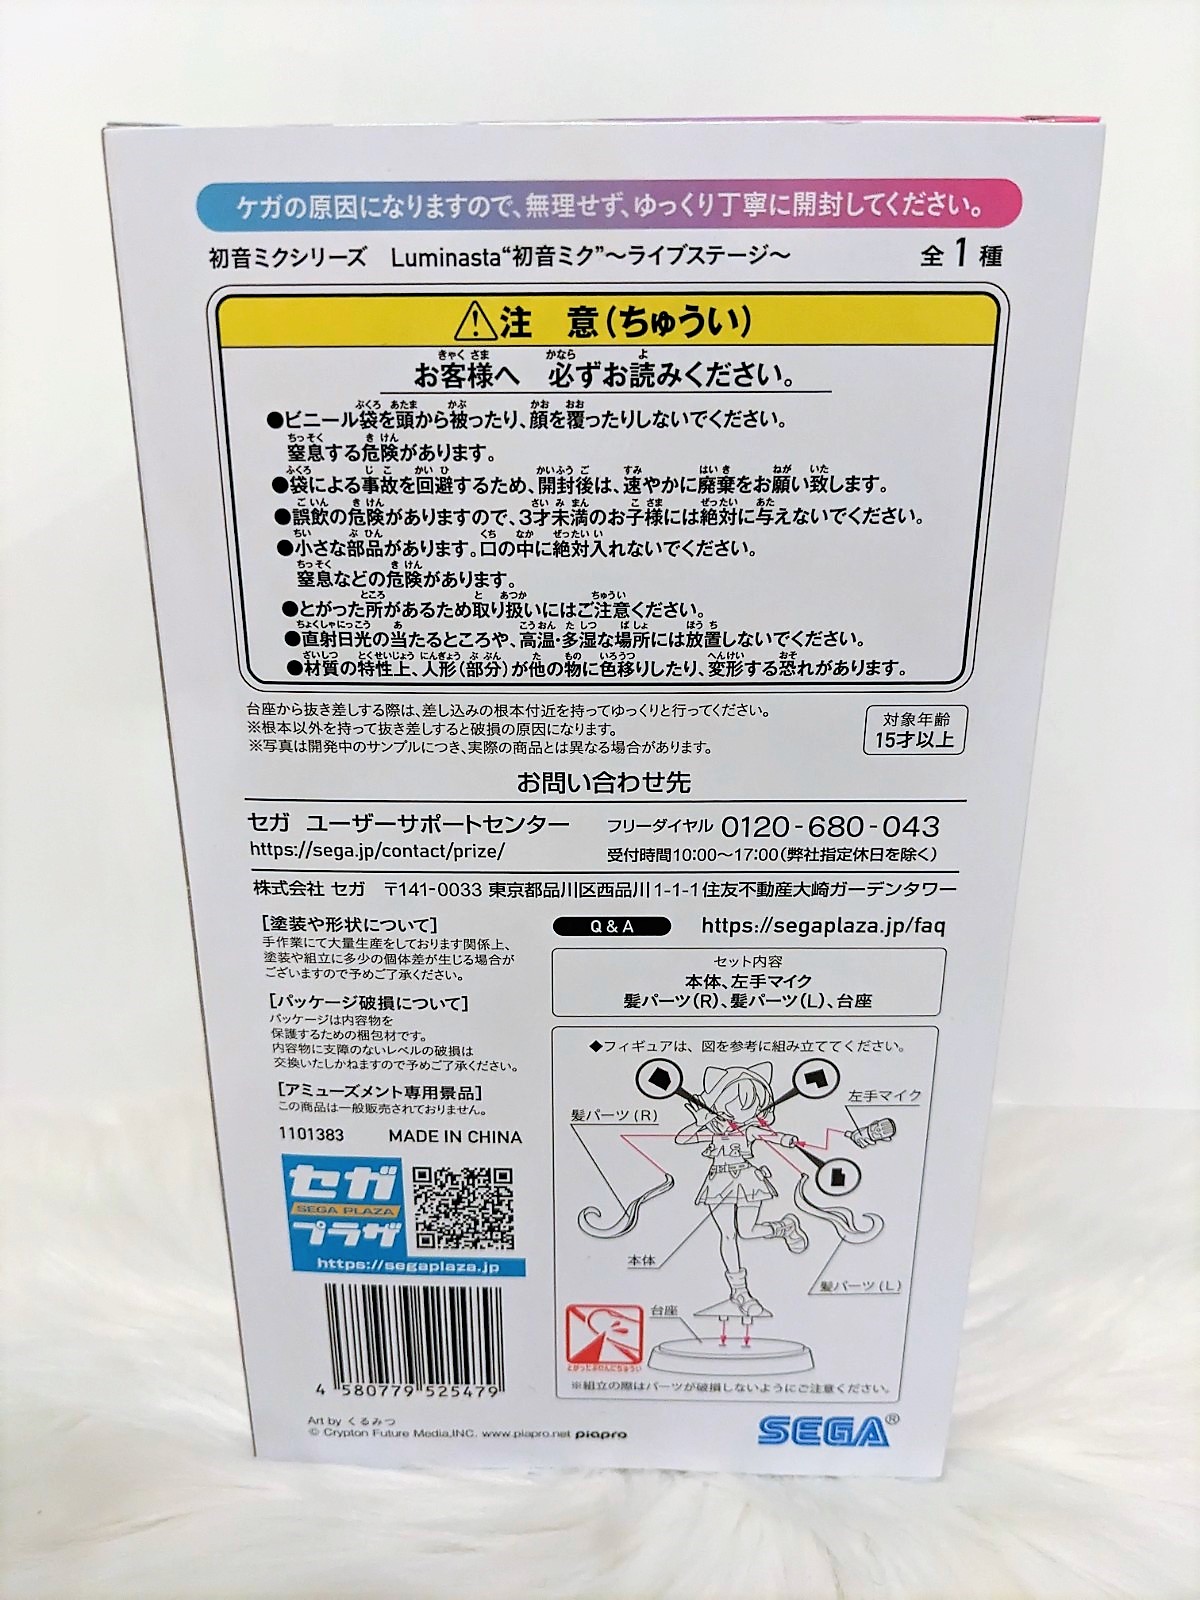 ケガの原因になりますので、無理せず、ゆっくり丁寧に開封してください。
初音ミクシリーズ Luminasta“初音ミク”～ライブステージ～ 全1種
注 意(ちゅうい)
お客様へ 必ずお読みください。
●ビニール袋を頭から被ったり、顔を覆ったりしないでください。
窒息する危険があります。
●袋による事故を回避するため、開封後は、速やかに廃棄をお願い致します。
●誤飲の危険がありますので、3才未満のお子様には絶対に与えないでください。
●小さな部品があります。口の中に絶対入れないでください。
窒息などの危険があります。
●とがった所があるため取り扱いにはご注意ください。
●直射日光の当たるところや、高温・多湿な場所には放置しないでください。
●材質の特性上、人形(部分)が他の物に色移りしたり、変形する恐れがあります。
台座から抜き差しする際は、差し込みの根本付近を持ってゆっくりと行ってください。
※根本以外を持って抜き差しすると破損の原因になります。
※写真は開発中のサンプルにつき、実際の商品とは異なる場合があります。
対象年齢
15才以上
お問い合わせ先
セガ ユーザーサポートセンター
https://sega.jp/contact/prize/
フリーダイヤル 0120-680-043
受付時間10:00～17:00(弊社指定休日を除く)
株式会社 セガ 〒141-0033 東京都品川区西品川1-1-1住友不動産大崎ガーデンタワー
[塗装や形状について]
手作業にて大量生産をしております関係上、
塗装や組立に多少の個体差が生じる場合が
ございますので予めご了承ください。
[パッケージ破損について]
パッケージは内容物を
保護するための梱包材です。
内容物に支障のないレベルの破損は
交換いたしかねますので予めご了承ください。
[アミューズメント専用景品]
この商品は一般販売されておりません。
1101383 MADE IN CHINA
セガ
SEGA PLAZA
プラザ
https://segaplaza.jp
4 580779 525479
Art by くるみつ
© Crypton Future Media,INC. www.piapro.net piapro
Q & A https://segaplaza.jp/faq
セット内容
本体、左手マイク
髪パーツ(R)、髪パーツ(L)、台座
◆フィギュアは、図を参考に組み立ててください。
左手マイク
髪パーツ(R)
本体
髪パーツ(L)
台座
とがったぶぶんにちゅうい
※組立の際はパーツが破損しないようにご注意ください。
SEGA®